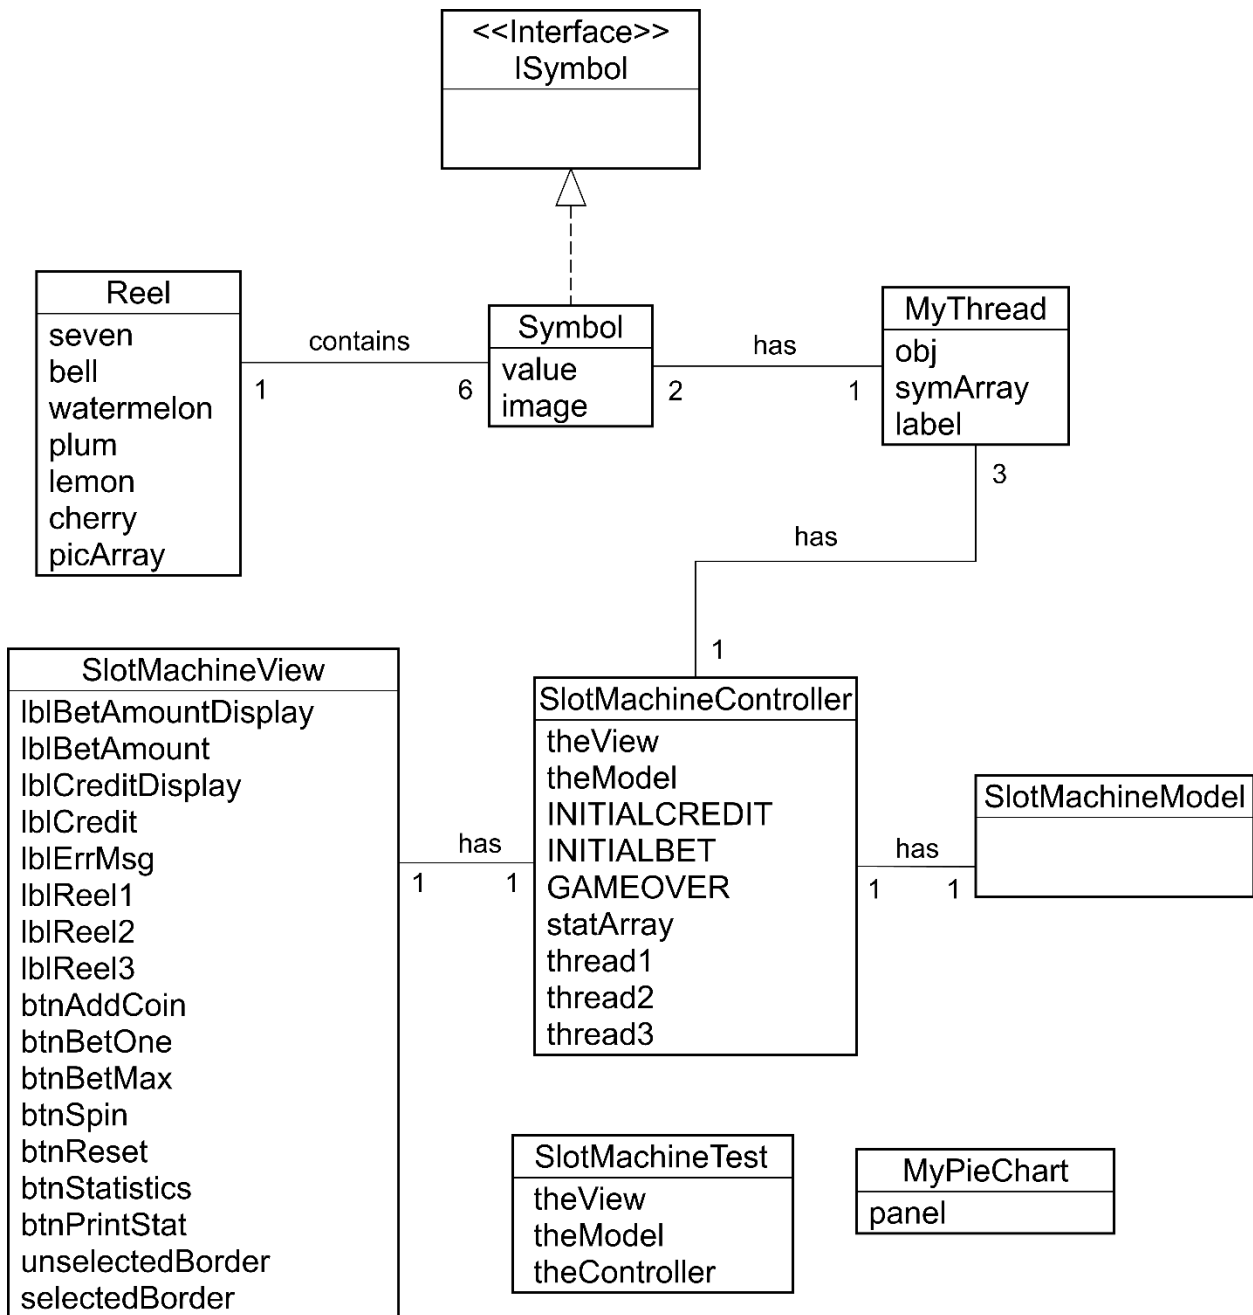 <<Interface>>
ISymbol
Reel
seven
bell
watermelon
plum
lemon
cherry
picArray
contains
1
6
Symbol
value
image
has
2
1
MyThread
obj
symArray
label
3
has
1
SlotMachineView
lblBetAmountDisplay
lblBetAmount
lblCreditDisplay
lblCredit
lblErrMsg
lblReel1
lblReel2
lblReel3
btnAddCoin
btnBetOne
btnBetMax
btnSpin
btnReset
btnStatistics
btnPrintStat
unselectedBorder
selectedBorder
has
1
1
SlotMachineController
theView
theModel
INITIALCREDIT
INITIALBET
GAMEOVER
statArray
thread1
thread2
thread3
has
1
1
SlotMachineModel
SlotMachineTest
theView
theModel
theController
MyPieChart
panel